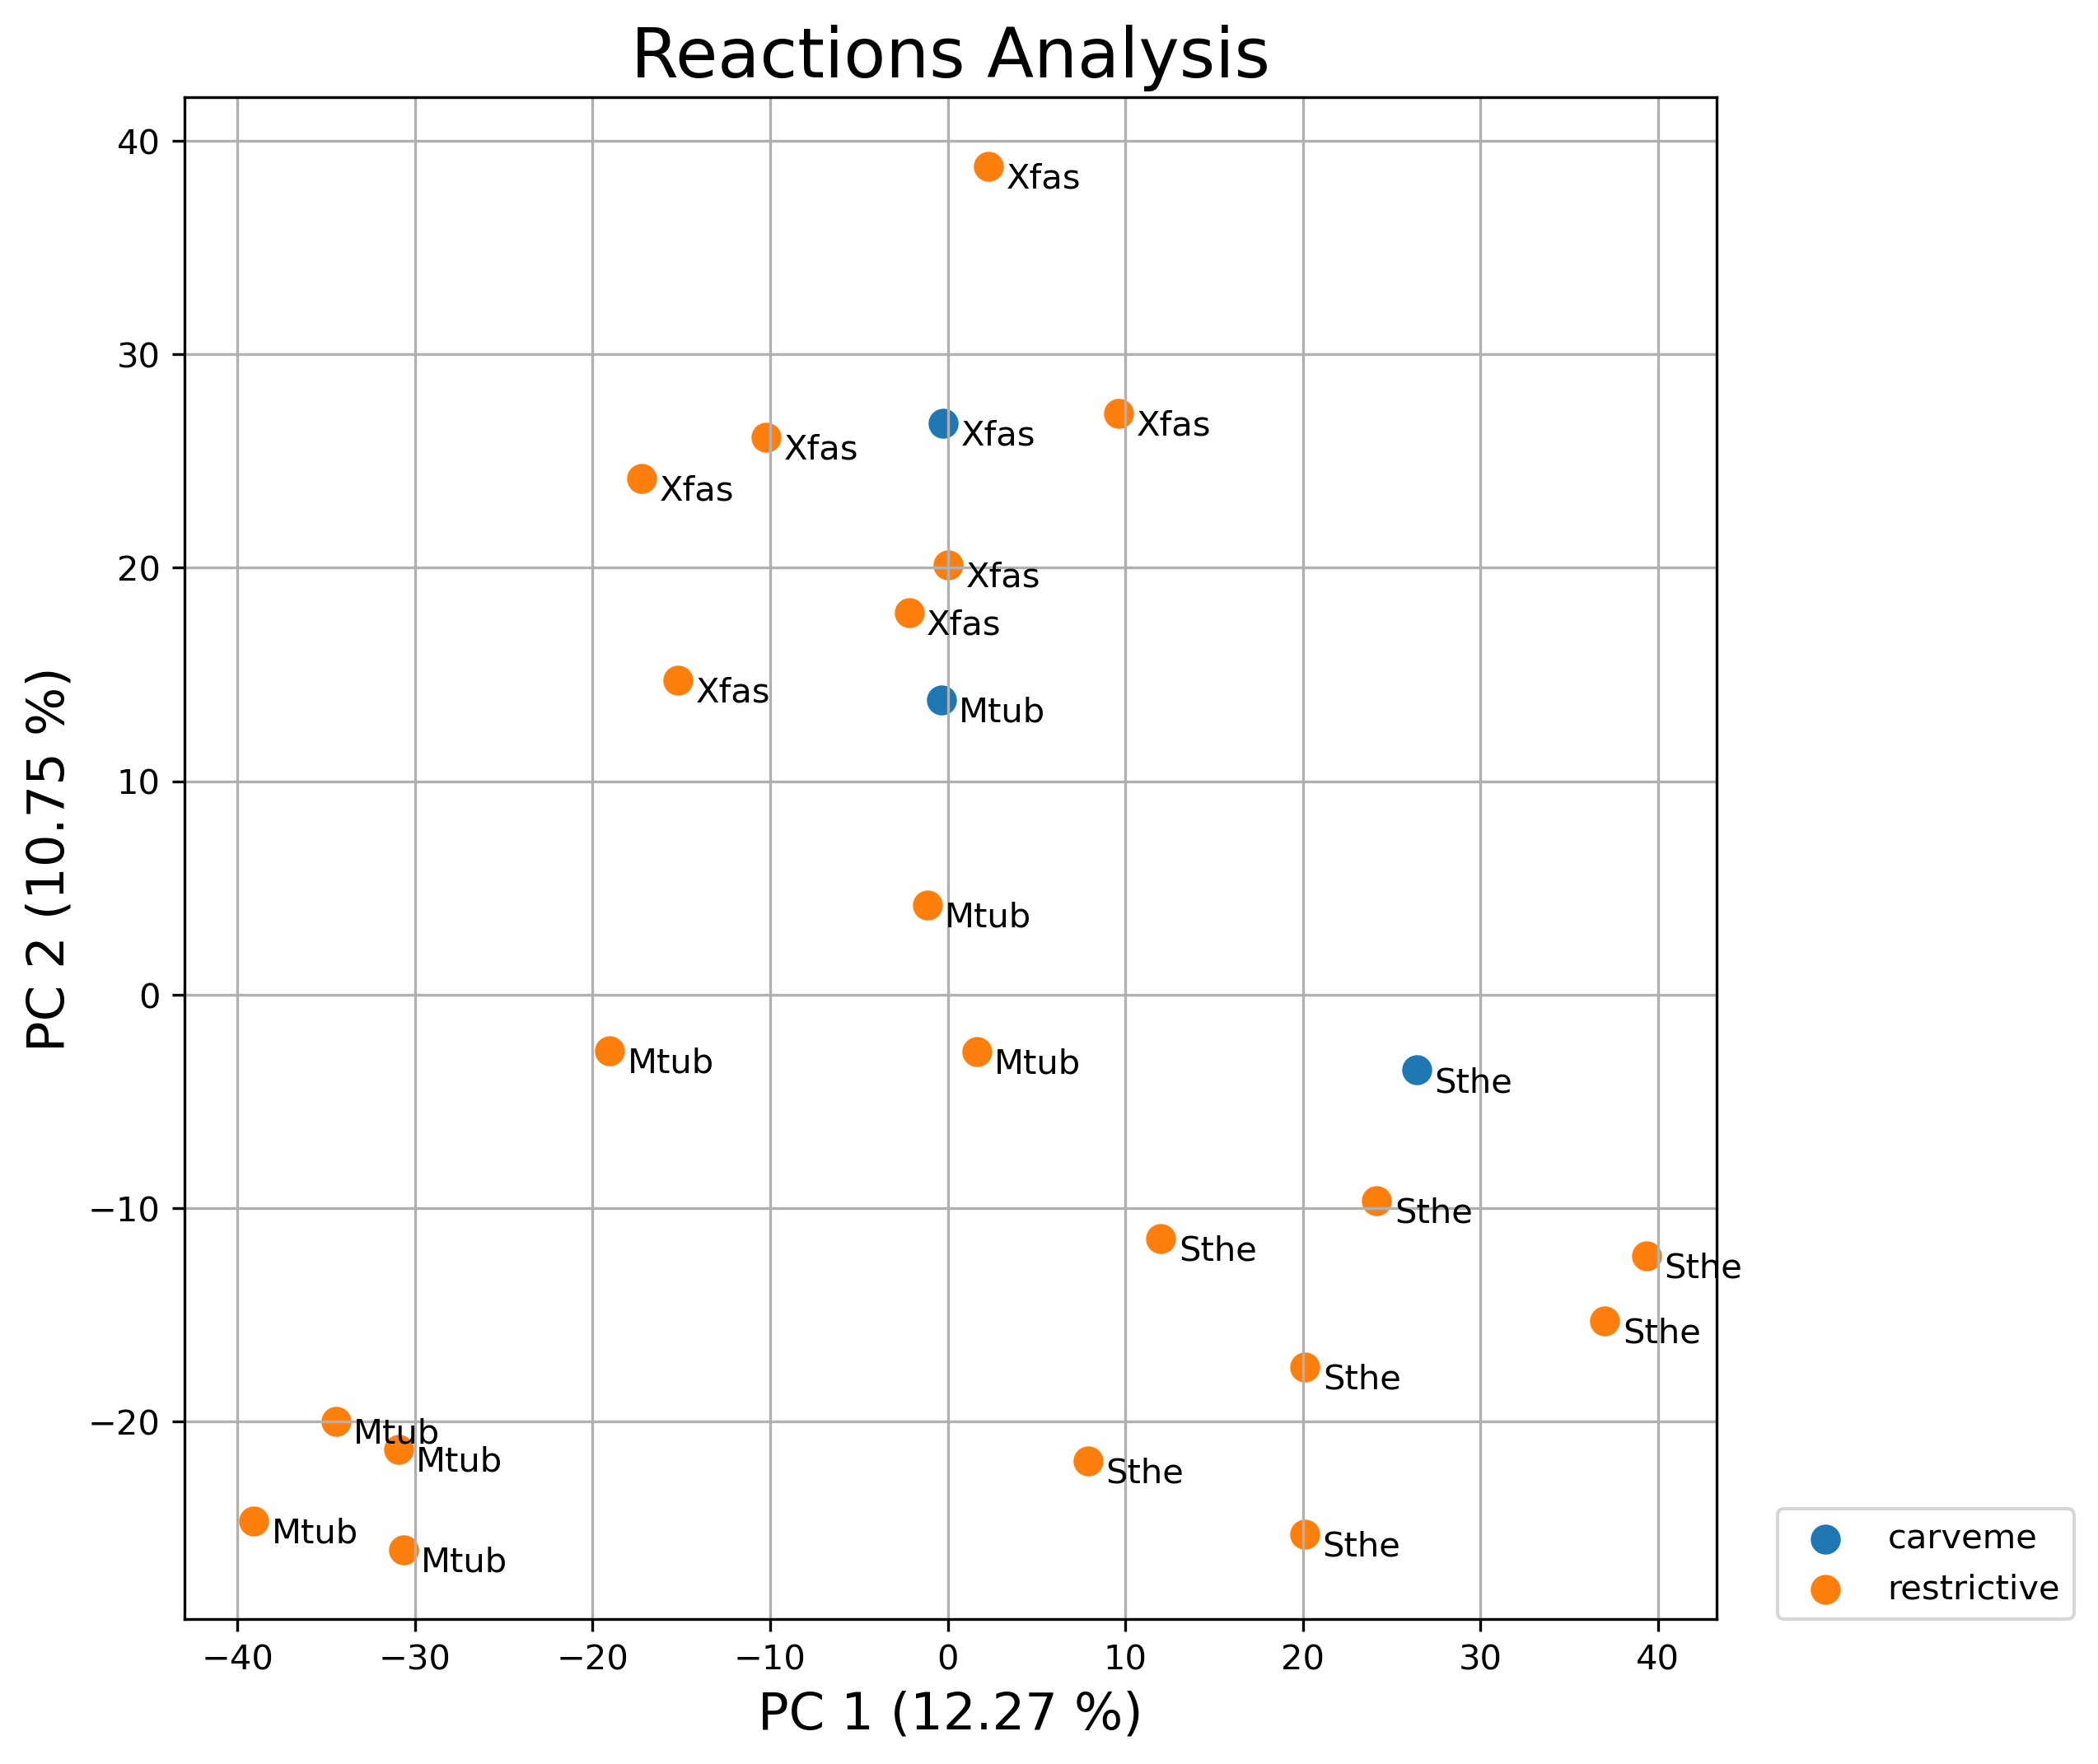 Reactions Analysis
40
30
20
10
0
−10
−20
PC 2 (10.75 %)
Xfas
Xfas
Xfas
Xfas
Xfas
Xfas
Xfas
Xfas
Mtub
Mtub
Mtub
Mtub
Sthe
Sthe
Sthe
Sthe
Sthe
Sthe
Mtub
Mtub
Sthe
Mtub
Sthe
Mtub
−40
−30
−20
−10
0
10
20
30
40
PC 1 (12.27 %)
carveme
restrictive